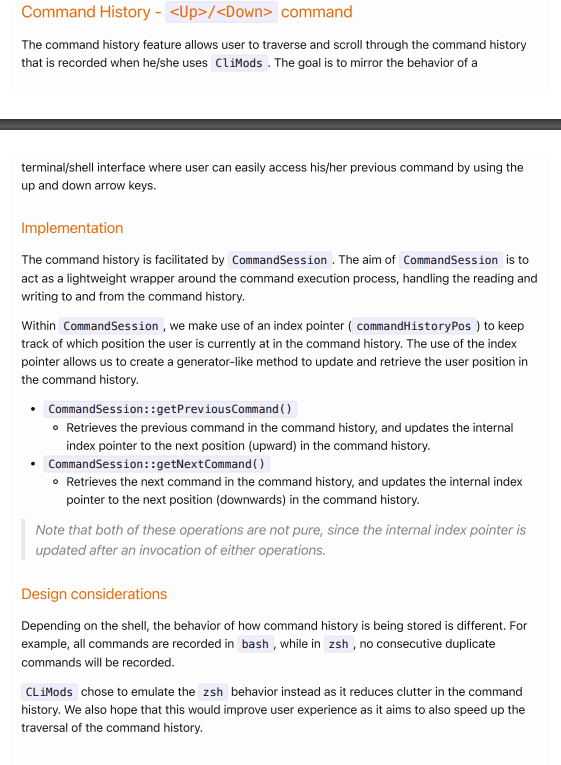 Command History - <Up>/<Down> command
The command history feature allows user to traverse and scroll through the command history
that is recorded when he/she uses CliMods . The goal is to mirror the behavior of a
terminal/shell interface where user can easily access his/her previous command by using the
up and down arrow keys.
Implementation
The command history is facilitated by CommandSession . The aim of CommandSession is to
act as a lightweight wrapper around the command execution process, handling the reading and
writing to and from the command history.
Within CommandSession , we make use of an index pointer ( commandHistoryPos ) to keep
track of which position the user is currently at in the command history. The use of the index
pointer allows us to create a generator-like method to update and retrieve the user position in
the command history.
• CommandSession::getPreviousCommand()
◦ Retrieves the previous command in the command history, and updates the internal
index pointer to the next position (upward) in the command history.
• CommandSession::getNextCommand()
◦ Retrieves the next command in the command history, and updates the internal index
pointer to the next position (downwards) in the command history.
Note that both of these operations are not pure, since the internal index pointer is
updated after an invocation of either operations.
Design considerations
Depending on the shell, the behavior of how command history is being stored is different. For
example, all commands are recorded in bash , while in zsh , no consecutive duplicate
commands will be recorded.
CLiMods chose to emulate the zsh behavior instead as it reduces clutter in the command
history. We also hope that this would improve user experience as it aims to also speed up the
traversal of the command history.